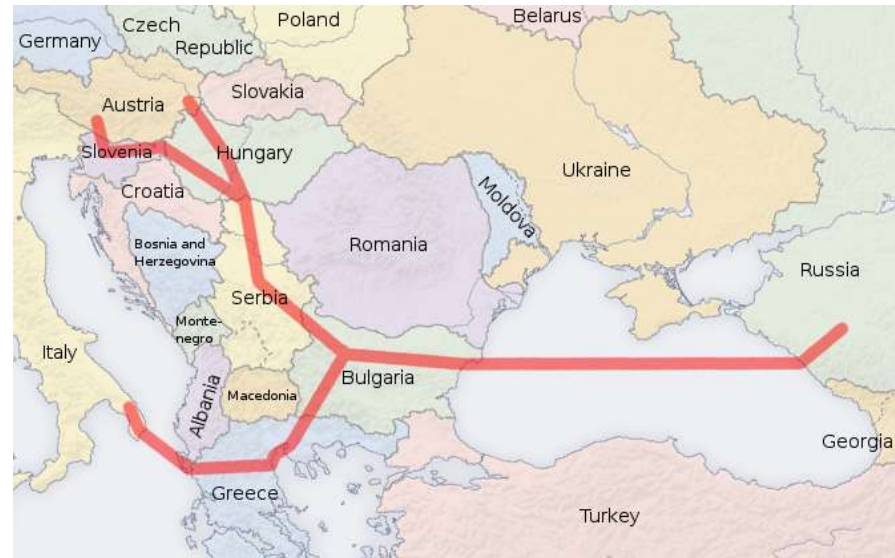 Belarus
Poland
Czech
Republic
Germany
Slovakia
Austria
Slovenia
Hungary
Ukraine
Croatia
Moldova
Bosnia and
Herzegovina
Romania
Russia
Serbia
Monte-
negro
Italy
Bulgaria
Albania
Macedonia
Georgia
Greece
Turkey